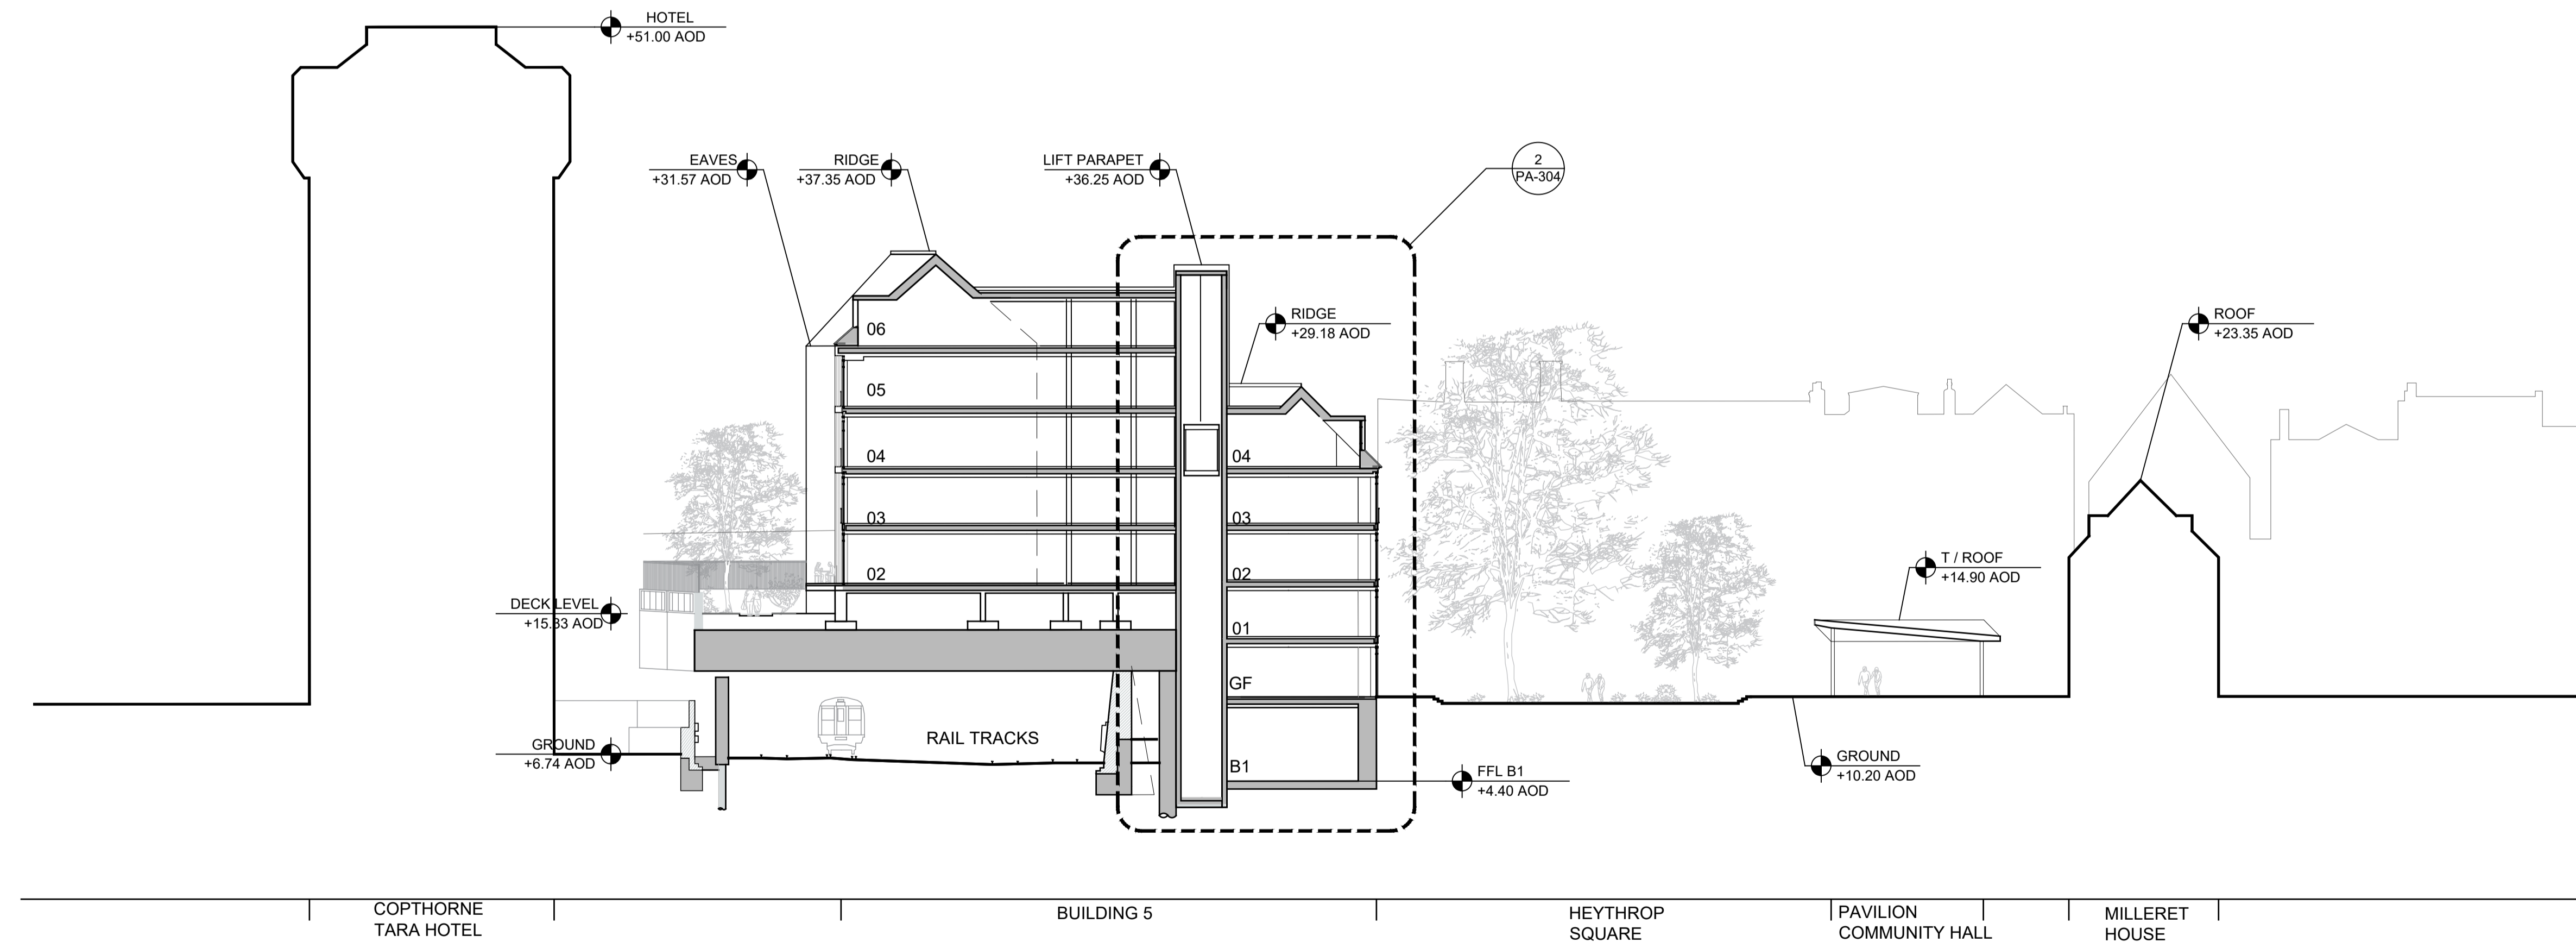 HOTEL
+51.00 AOD
EAVES
+31.57 AOD
RIDGE
+37.35 AOD
LIFT PARAPET
+36.25 AOD
2
PA-304
RIDGE
+29.18 AOD
ROOF
+23.35 AOD
06
05
04
03
02
04
03
02
01
GF
B1
T / ROOF
+14.90 AOD
DECK LEVEL
+15.83 AOD
RAIL TRACKS
GROUND
+6.74 AOD
FFL B1
+4.40 AOD
GROUND
+10.20 AOD
COPTHORNE
TARA HOTEL
BUILDING 5
HEYTHROP
SQUARE
PAVILION
COMMUNITY HALL
MILLERET
HOUSE